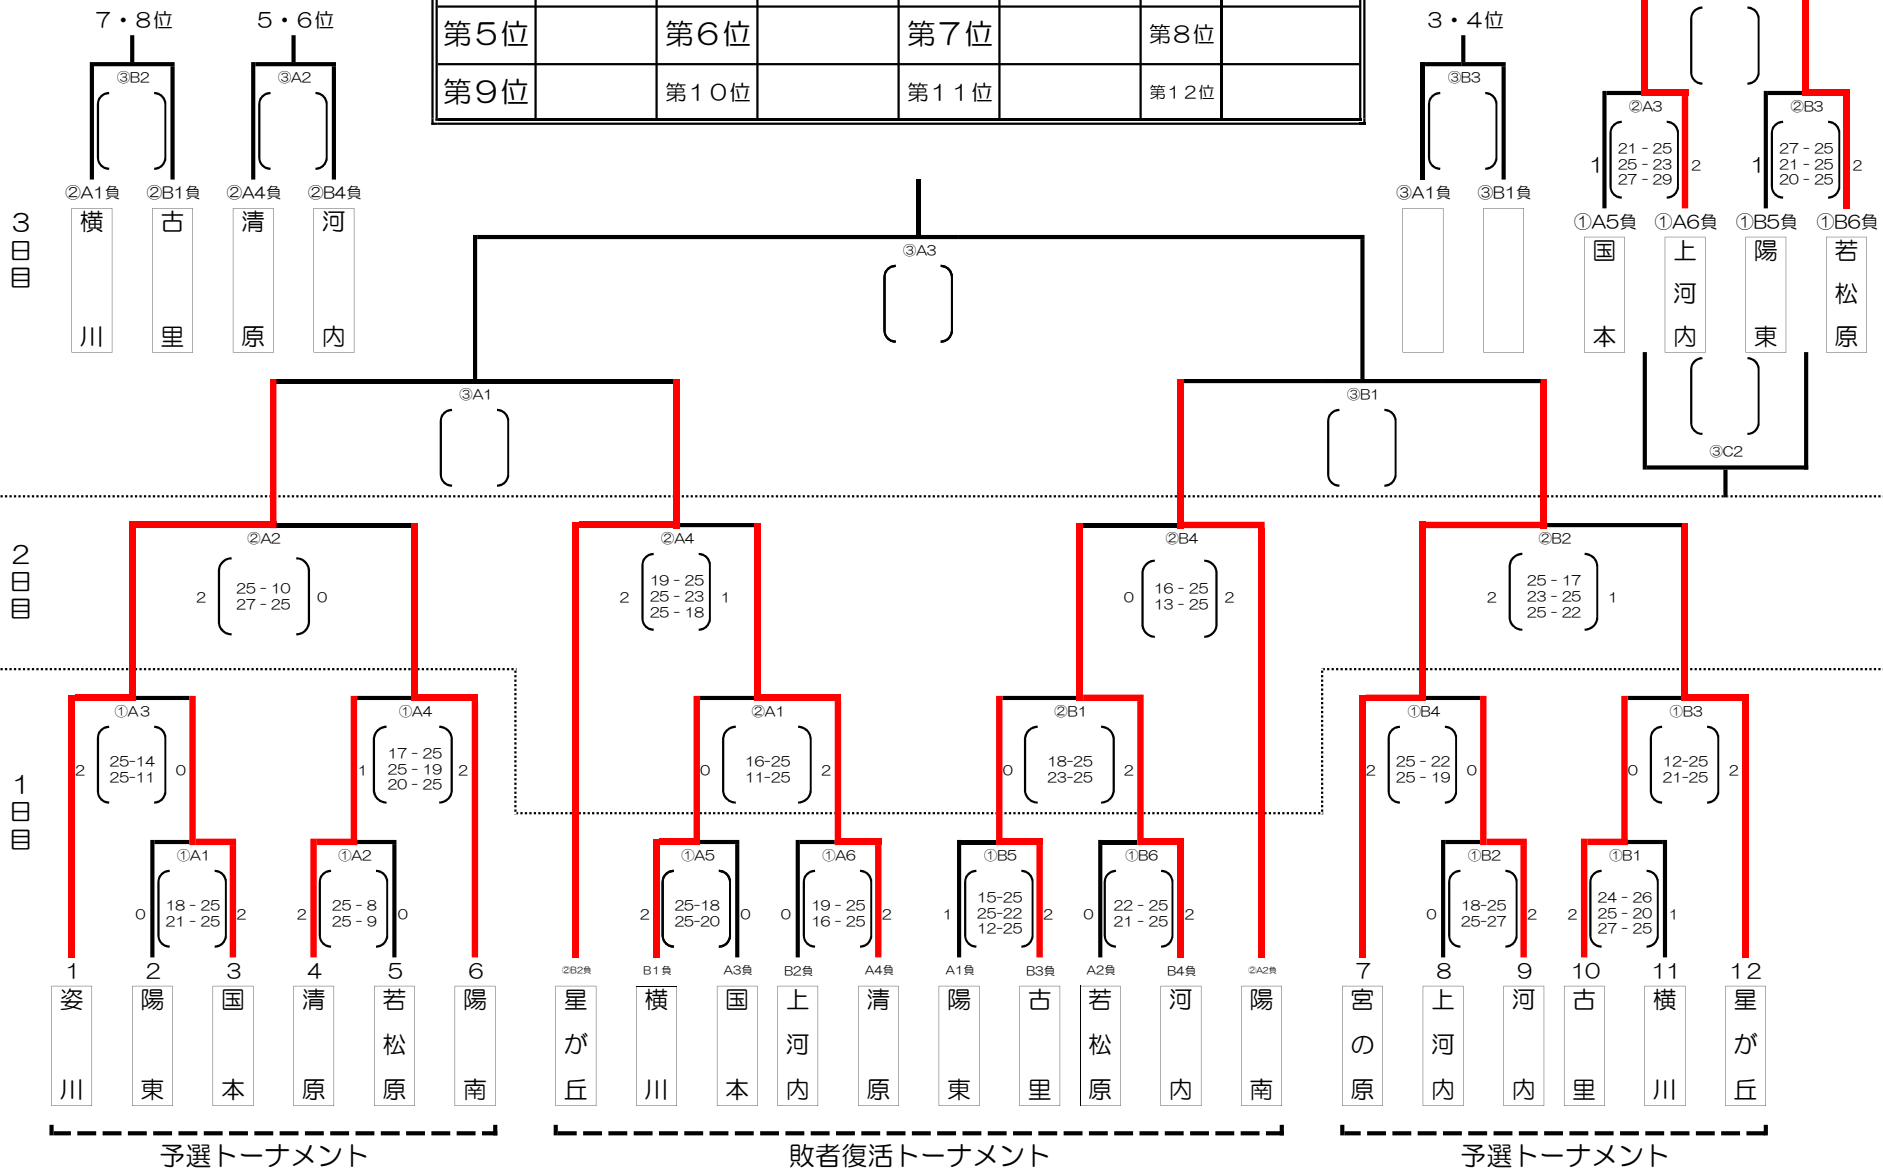 7・8位
5・6位
第5位 第6位 第7位 第8位
第9位 第10位 第11位 第12位
3・4位
③B2
③A2
③B3
②A3
②B3
1
21 - 25
25 - 23
27 - 29
2
1
27 - 25
21 - 25
20 - 25
2
②A1負 ②B1負 ②A4負 ②B4負
③A1負 ③B1負
①A5負 ①A6負 ①B5負 ①B6負
横川
古里
清原
河内
国本
上河内
陽東
若松原
3日目
③A3
③A1
③B1
③C2
2日目
②A2
2
25 - 10
27 - 25
0
②A4
2
19 - 25
25 - 23
25 - 18
1
②B4
0
16 - 25
13 - 25
2
②B2
2
25 - 17
23 - 25
25 - 22
1
1日目
①A3
2
25-14
25-11
0
①A4
1
17 - 25
25 - 19
20 - 25
2
②A1
0
16-25
11-25
2
②B1
0
18-25
23-25
2
①B4
2
25 - 22
25 - 19
0
①B3
0
12-25
21-25
2
①A1
0
18 - 25
21 - 25
2
①A2
2
25 - 8
25 - 9
0
①A5
2
25-18
25-20
0
①A6
0
19 - 25
16 - 25
2
①B5
1
15-25
25-22
12-25
2
①B6
0
22 - 25
21 - 25
2
①B2
0
18-25
25-27
2
①B1
2
24 - 26
25 - 20
27 - 25
1
1 2 3 4 5 6 ②B2負 B1負 A3負 B2負 A4負 A1負 B3負 A2負 B4負 ②A2負 7 8 9 10 11 12
姿川
陽東
国本
清原
若松原
陽南
星が丘
横川
国本
上河内
清原
陽東
古里
若松原
河内
陽南
宮の原
上河内
河内
古里
横川
星が丘
予選トーナメント
敗者復活トーナメント
予選トーナメント